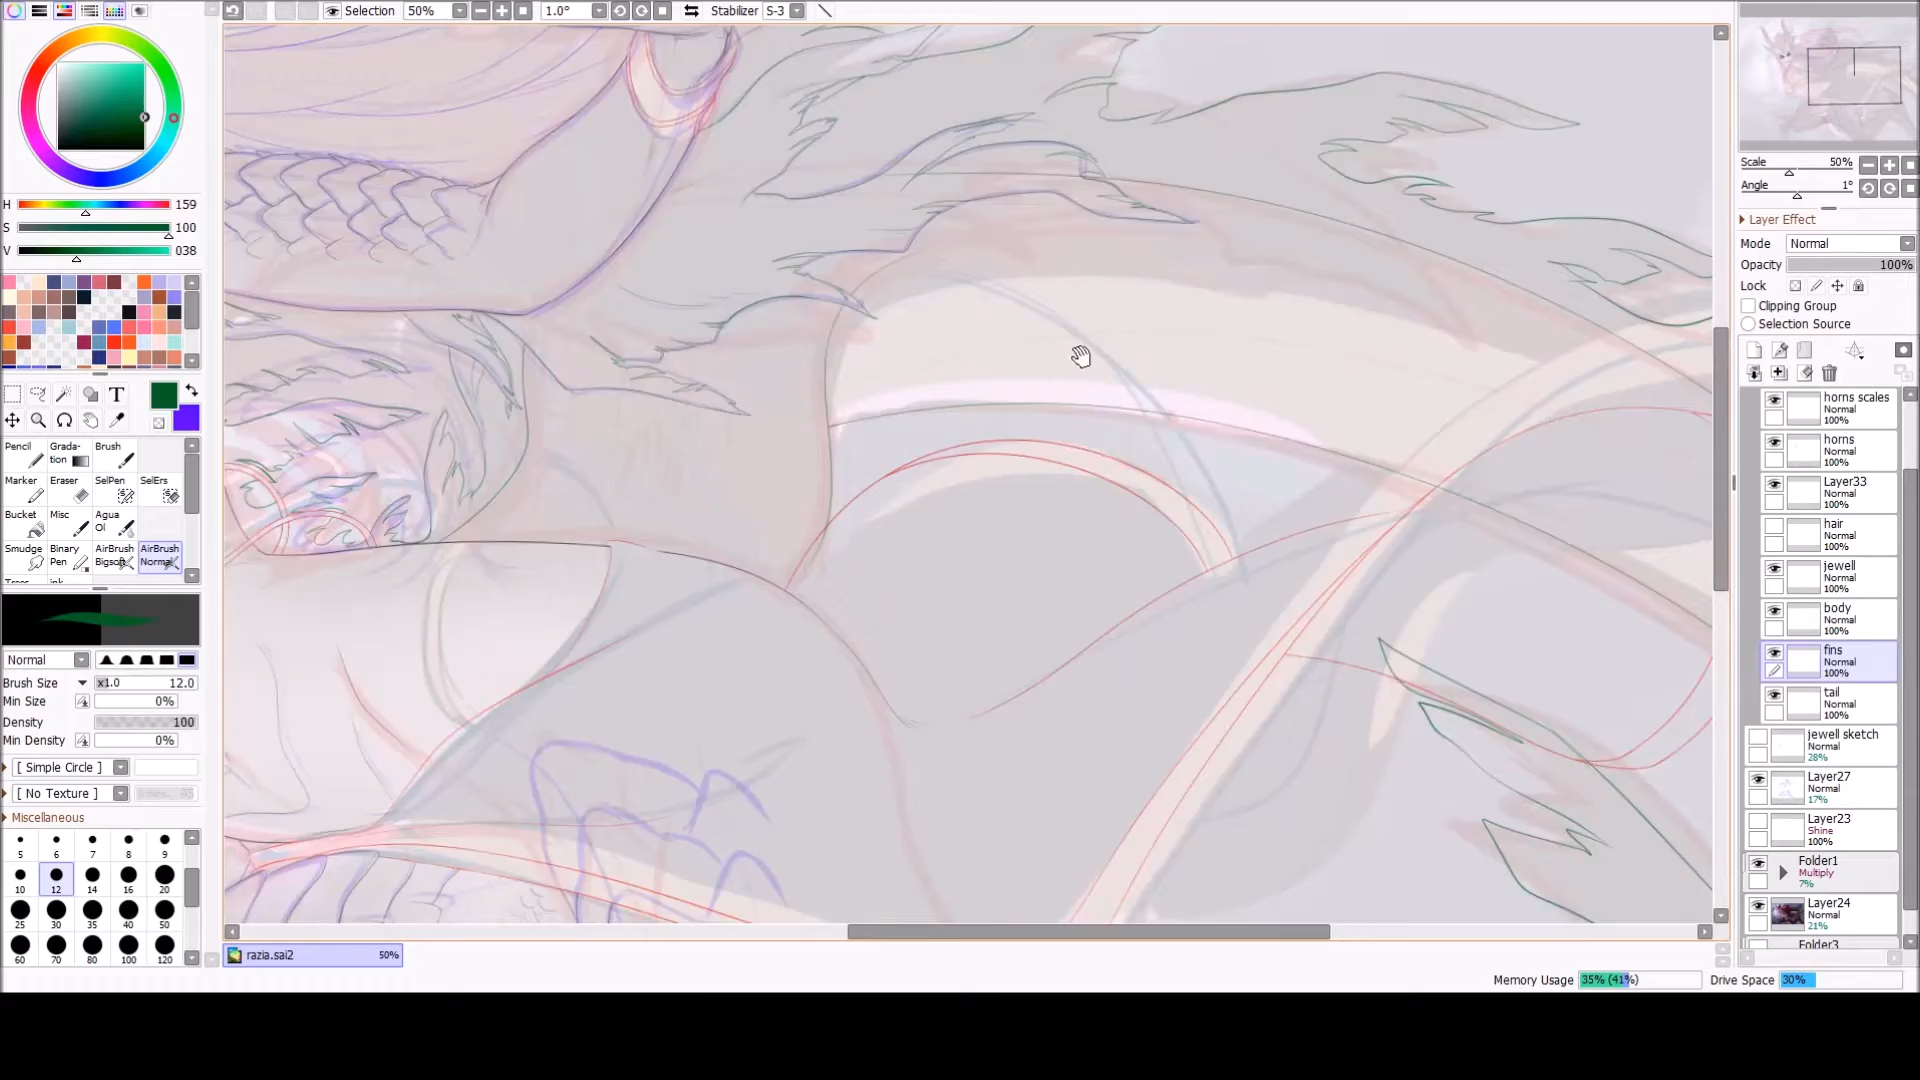 Selection 50% 1.0° Stabilizer S-3
H 159
S 100
V 038
T
Pencil Grada-tion Brush
Marker Eraser SelPen SelErs
Bucket Misc Agua Ol
Smudge Binary Pen AirBrush Bigsoft AirBrush Normal
Trees ink
Normal
Brush Size x1.0 12.0
Min Size 0%
Density 100
Min Density 0%
[ Simple Circle ]
[ No Texture ]
Miscellaneous
5 6 7 8 9
10 12 14 16 20
25 30 35 40 50
60 70 80 100 120
razia.sai2 50%
Scale 50%
Angle 1°
Layer Effect
Mode Normal
Opacity 100%
Lock
Clipping Group
Selection Source
horns scales
Normal
100%
horns
Normal
100%
Layer33
Normal
100%
hair
Normal
100%
jewell
Normal
100%
body
Normal
100%
fins
Normal
100%
tail
Normal
100%
jewell sketch
Normal
28%
Layer27
Normal
17%
Layer23
Shine
100%
Folder1
Multiply
7%
Layer24
Normal
21%
Folder3
Memory Usage 35% (41%) Drive Space 30%